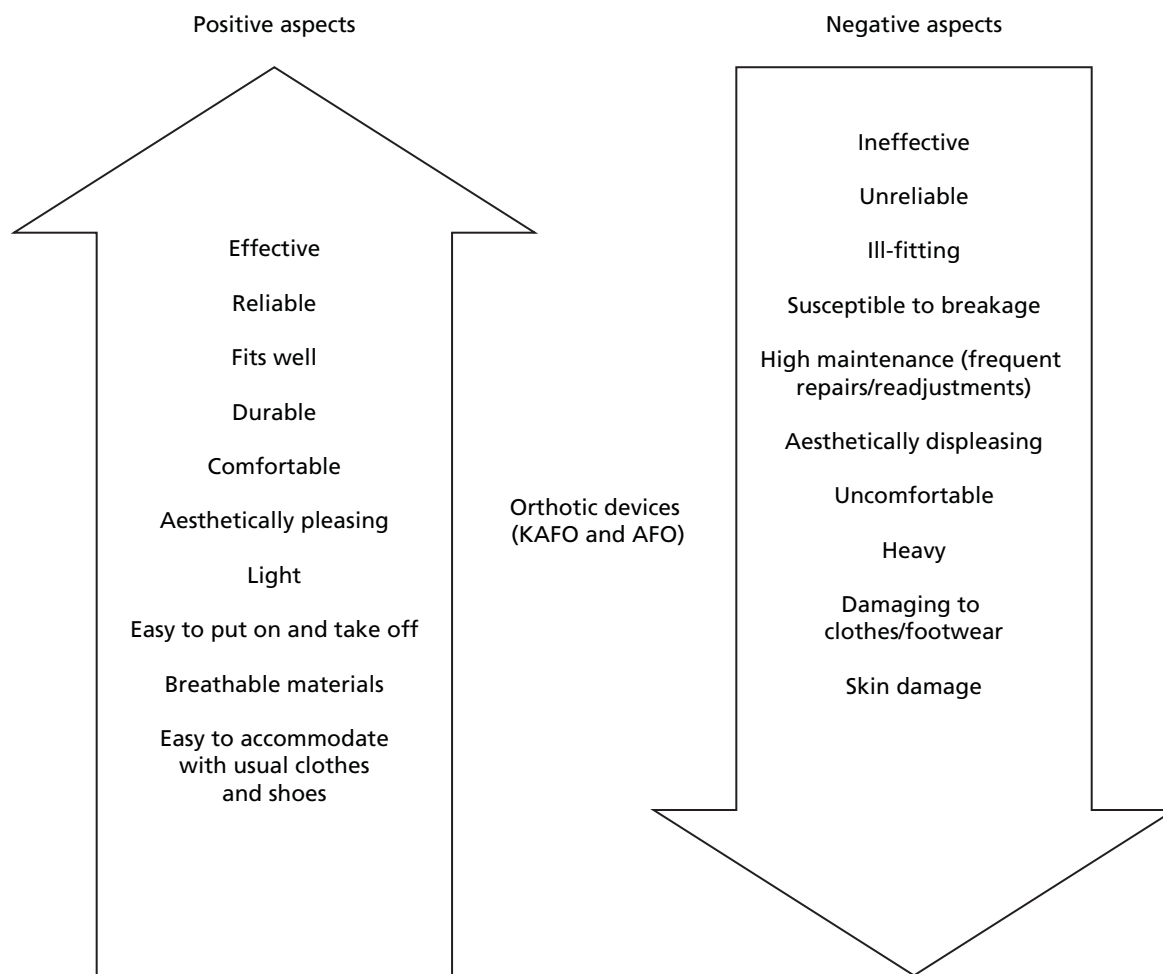 Positive aspects
Effective
Reliable
Fits well
Durable
Comfortable
Aesthetically pleasing
Light
Easy to put on and take off
Breathable materials
Easy to accommodate
with usual clothes
and shoes
Orthotic devices
(KAFO and AFO)
Negative aspects
Ineffective
Unreliable
Ill-fitting
Susceptible to breakage
High maintenance (frequent
repairs/readjustments)
Aesthetically displeasing
Uncomfortable
Heavy
Damaging to
clothes/footwear
Skin damage